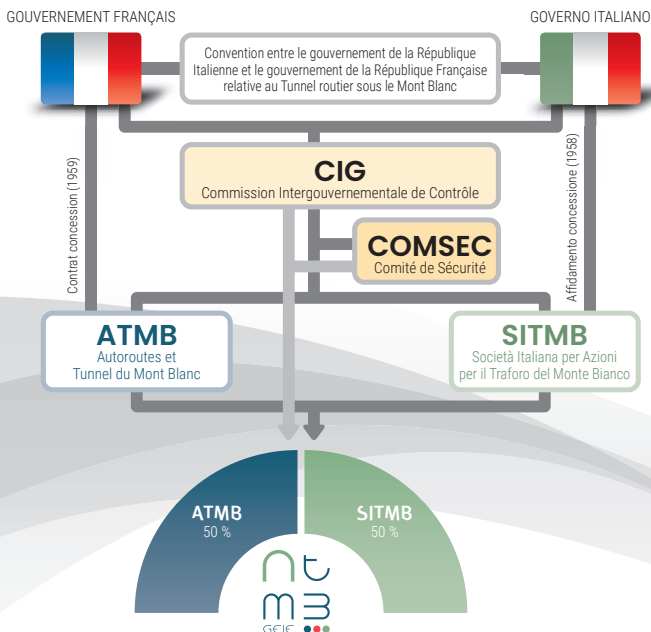 GOUVERNEMENT FRANÇAIS
GOVERNO ITALIANO
Convention entre le gouvernement de la République
Italienne et le gouvernement de la République Française
relative au Tunnel routier sous le Mont Blanc
Contrat concession (1959)
Affidamento concessione (1958)
CIG
Commission Intergouvernementale de Contrôle
COMSEC
Comité de Sécurité
ATMB
Autoroutes et
Tunnel du Mont Blanc
SITMB
Società Italiana per Azioni
per il Traforo del Monte Bianco
ATMB
50 %
SITMB
50 %
tmb
GEIE